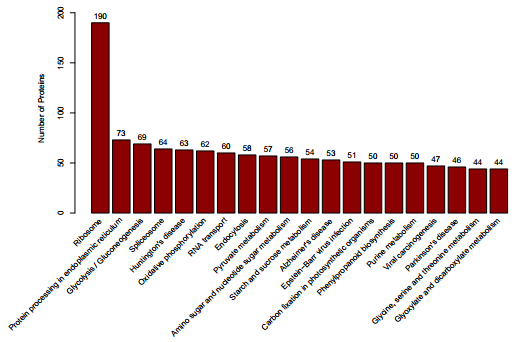 Number of Proteins
200
150
100
50
0
190
73
69
64
63
62
60
58
57
56
54
53
51
50
50
50
47
46
44
44
Ribosome
Protein processing in endoplasmic reticulum
Glycolysis / Gluconeogenesis
Spliceosome
Huntington's disease
Oxidative phosphorylation
RNA transport
Endocytosis
Pyruvate metabolism
Amino sugar and nucleotide sugar metabolism
Starch and sucrose metabolism
Alzheimer's disease
Epstein-Barr virus infection
Carbon fixation in photosynthetic organisms
Phenylpropanoid biosynthesis
Purine metabolism
Viral carcinogenesis
Parkinson's disease
Glycine, serine and threonine metabolism
Glyoxylate and dicarboxylate metabolism